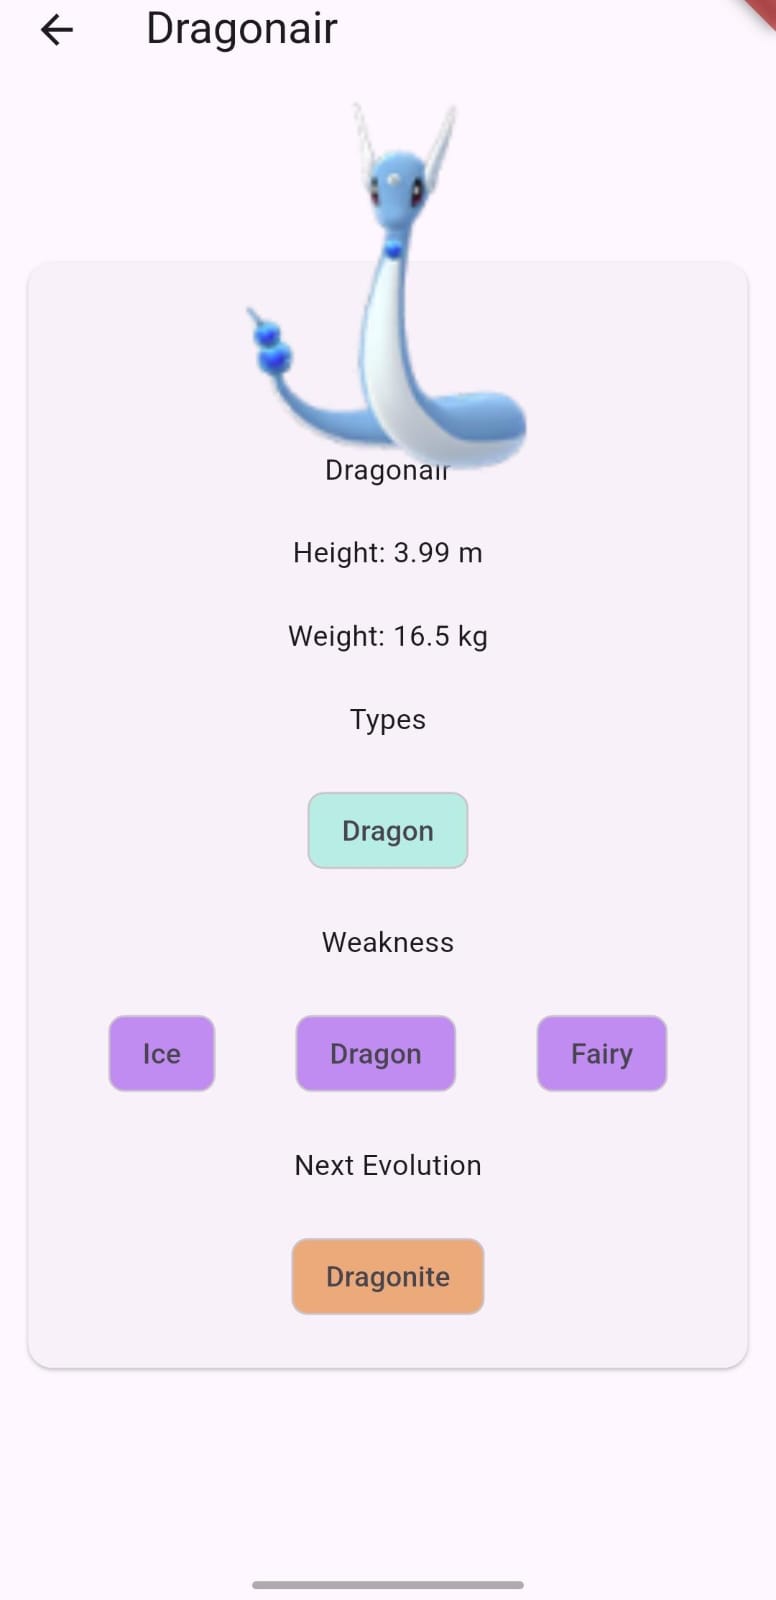 Dragonair
Dragonair
Height: 3.99 m
Weight: 16.5 kg
Types
Dragon
Weakness
Ice Dragon Fairy
Next Evolution
Dragonite